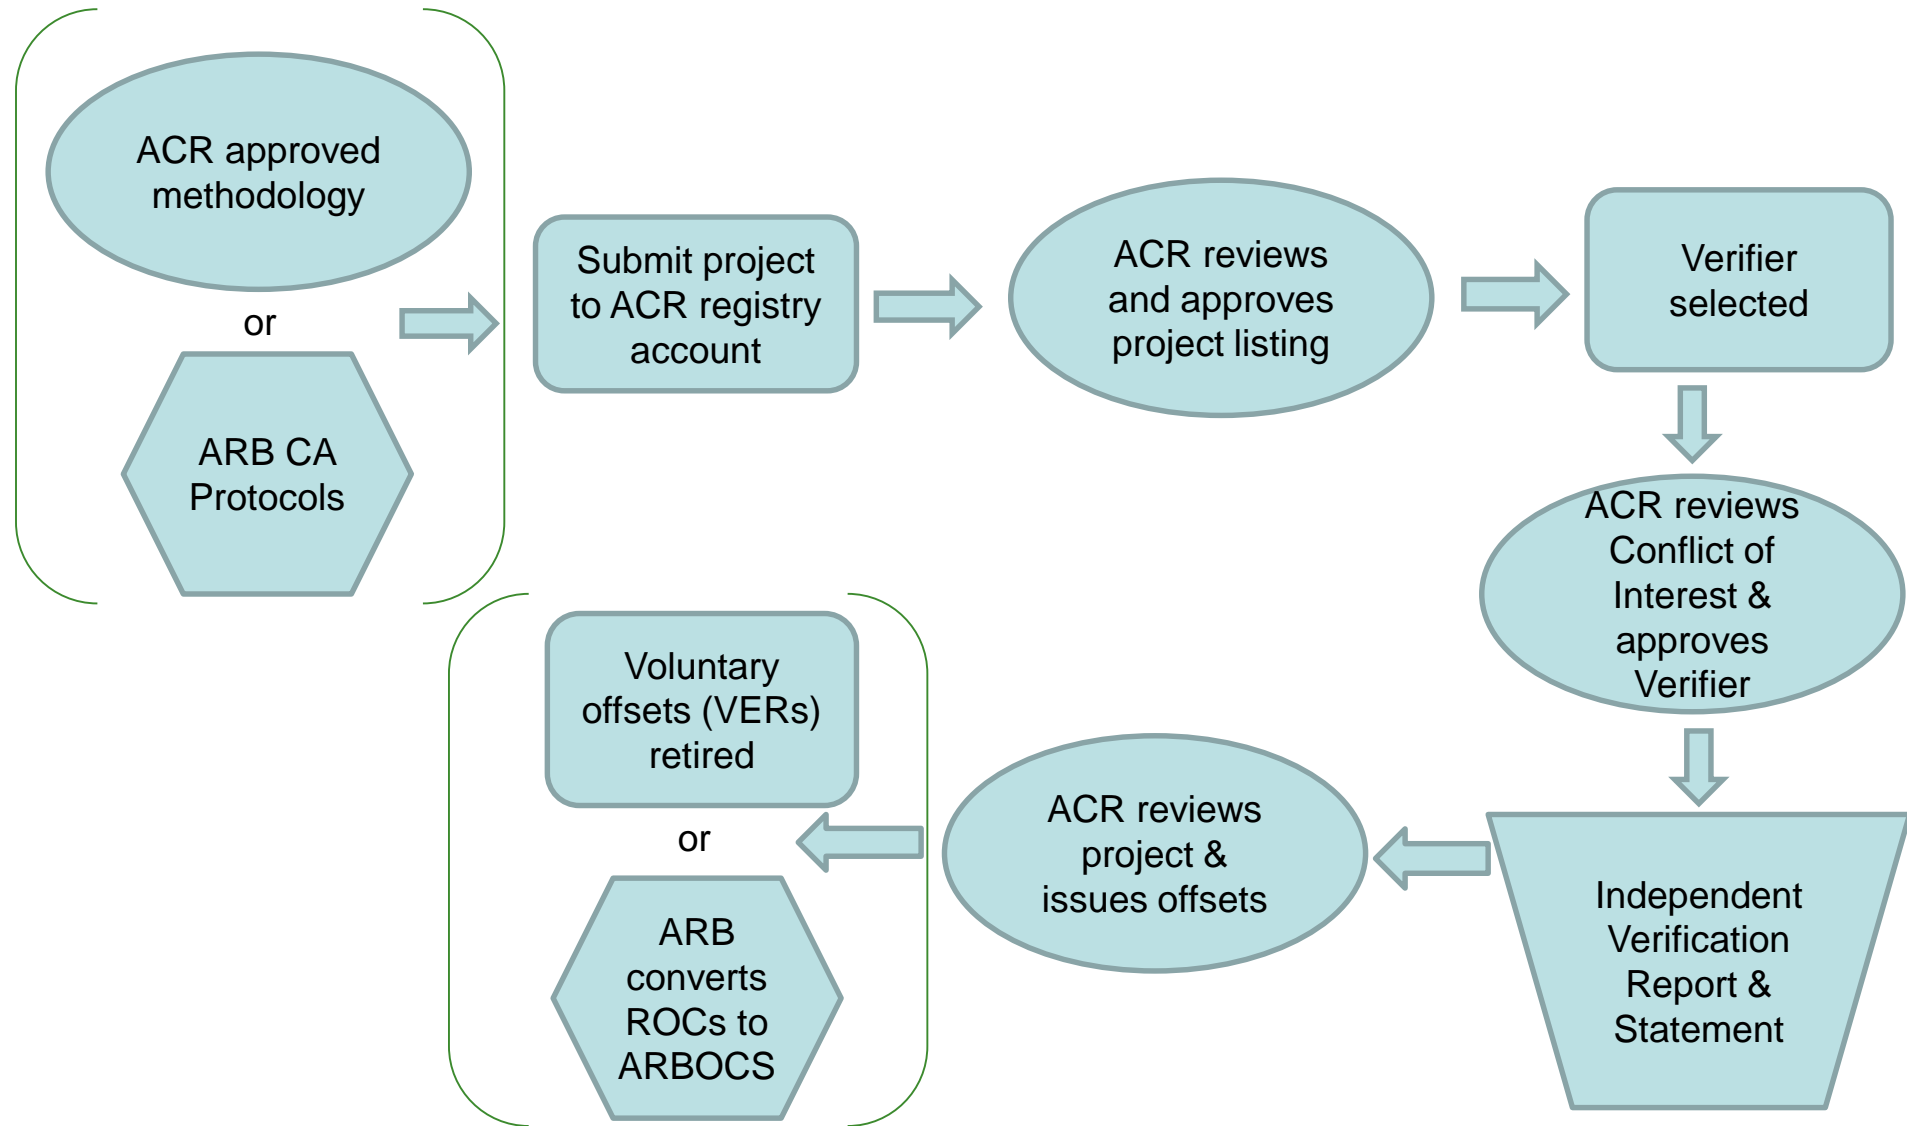 ACR approved
methodology
or
ARB CA
Protocols
Submit project
to ACR registry
account
ACR reviews
and approves
project listing
Verifier
selected
ACR reviews
Conflict of
Interest &
approves
Verifier
Independent
Verification
Report &
Statement
ACR reviews
project &
issues offsets
Voluntary
offsets (VERs)
retired
or
ARB
converts
ROCs to
ARBOCS